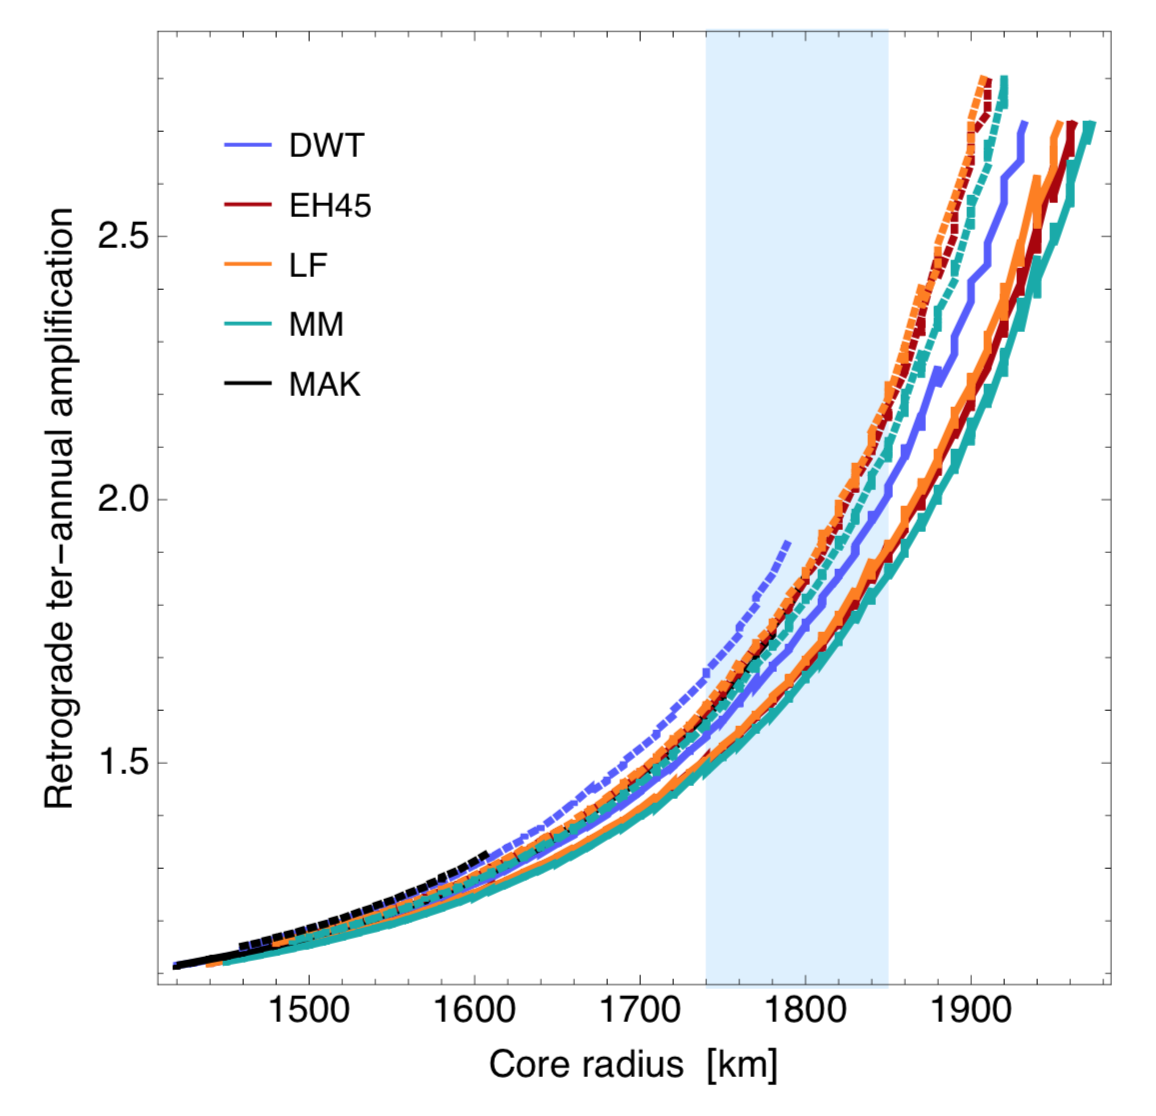 DWT
EH45
LF
MM
MAK
Retrograde ter-annual amplification
2.5
2.0
1.5
1500 1600 1700 1800 1900
Core radius [km]